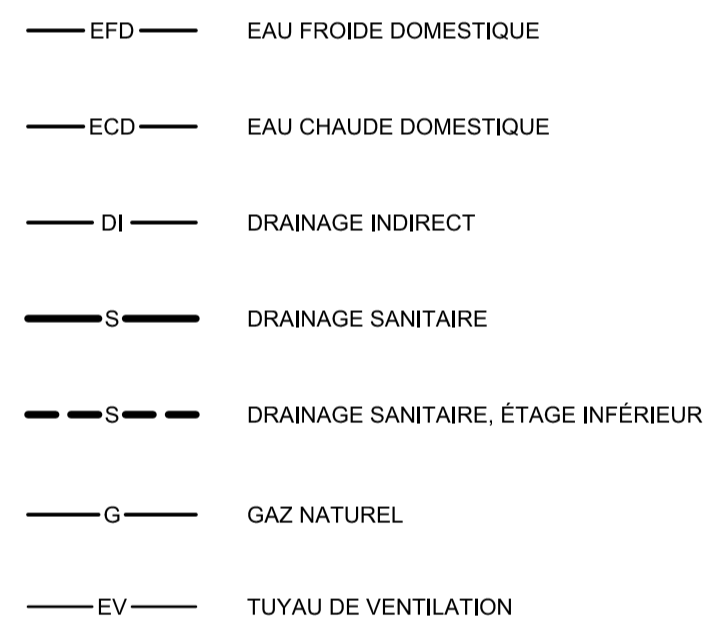 EFD EAU FROIDE DOMESTIQUE
ECD EAU CHAUDE DOMESTIQUE
DI DRAINAGE INDIRECT
S DRAINAGE SANITAIRE
S DRAINAGE SANITAIRE, ÉTAGE INFÉRIEUR
G GAZ NATUREL
EV TUYAU DE VENTILATION